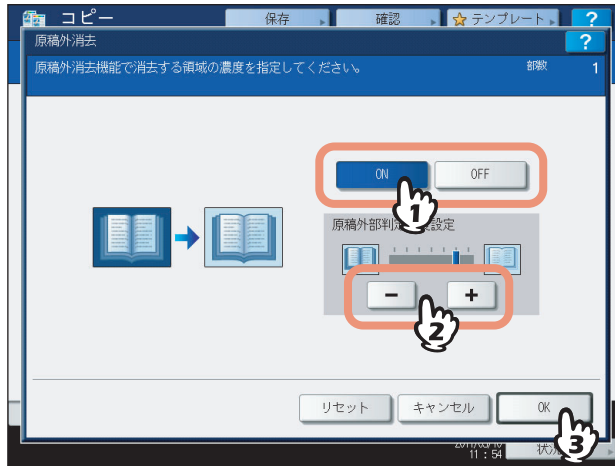 コピー
保存
確認
テンプレート
?
原稿外消去
?
原稿外消去機能で消去する領域の濃度を指定してください。
部数 1
ON
OFF
1
原稿外部判定 設定
－
+
2
リセット
キャンセル
OK
3
11 : 54